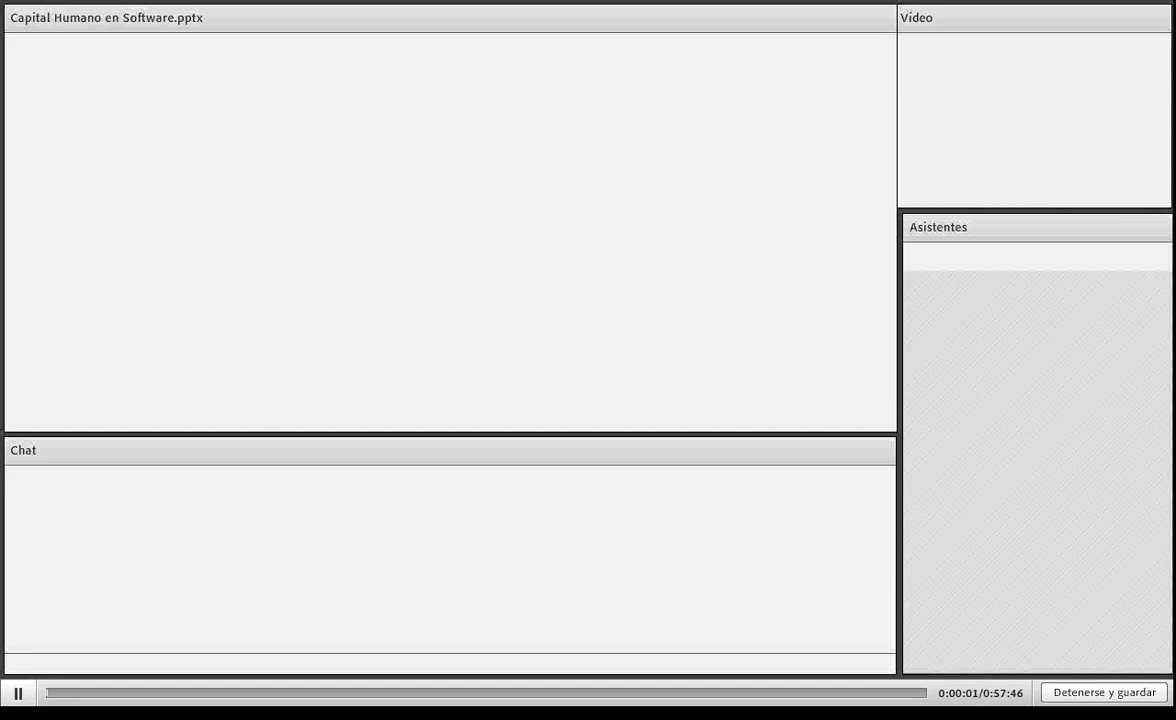 Capital Humano en Software.pptx
Vídeo
Asistentes
Chat
0:00:01/0:57:46
Detenerse y guardar